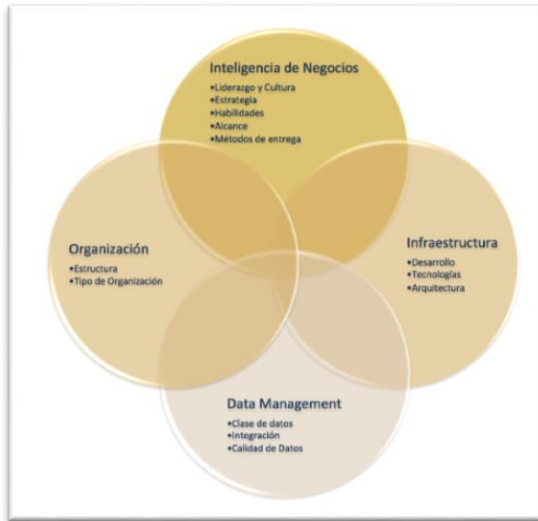 Inteligencia de Negocios
•Liderazgo y Cultura
•Estrategia
•Habilidades
•Alcance
•Métodos de entrega
Organización
•Estructura
•Tipo de Organización
Infraestructura
•Desarrollo
•Tecnologías
•Arquitectura
Data Management
•Clase de datos
•Integración
•Calidad de Datos